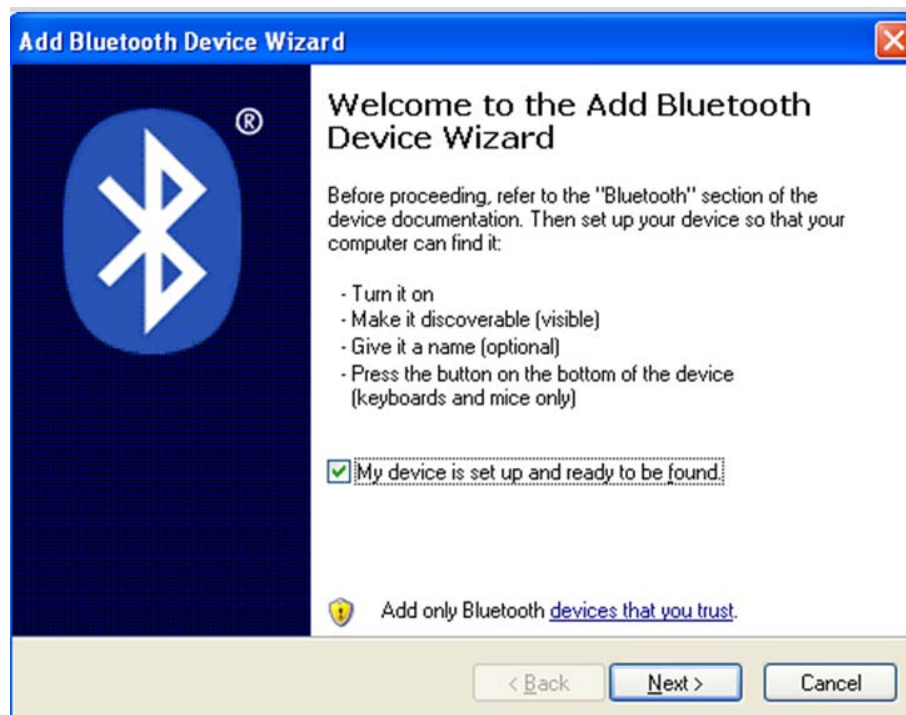 Add Bluetooth Device Wizard
®
Welcome to the Add Bluetooth
Device Wizard
Before proceeding, refer to the "Bluetooth" section of the
device documentation. Then set up your device so that your
computer can find it:
- Turn it on
- Make it discoverable (visible)
- Give it a name (optional)
- Press the button on the bottom of the device
(keyboards and mice only)
My device is set up and ready to be found.
Add only Bluetooth devices that you trust.
< Back
Next >
Cancel